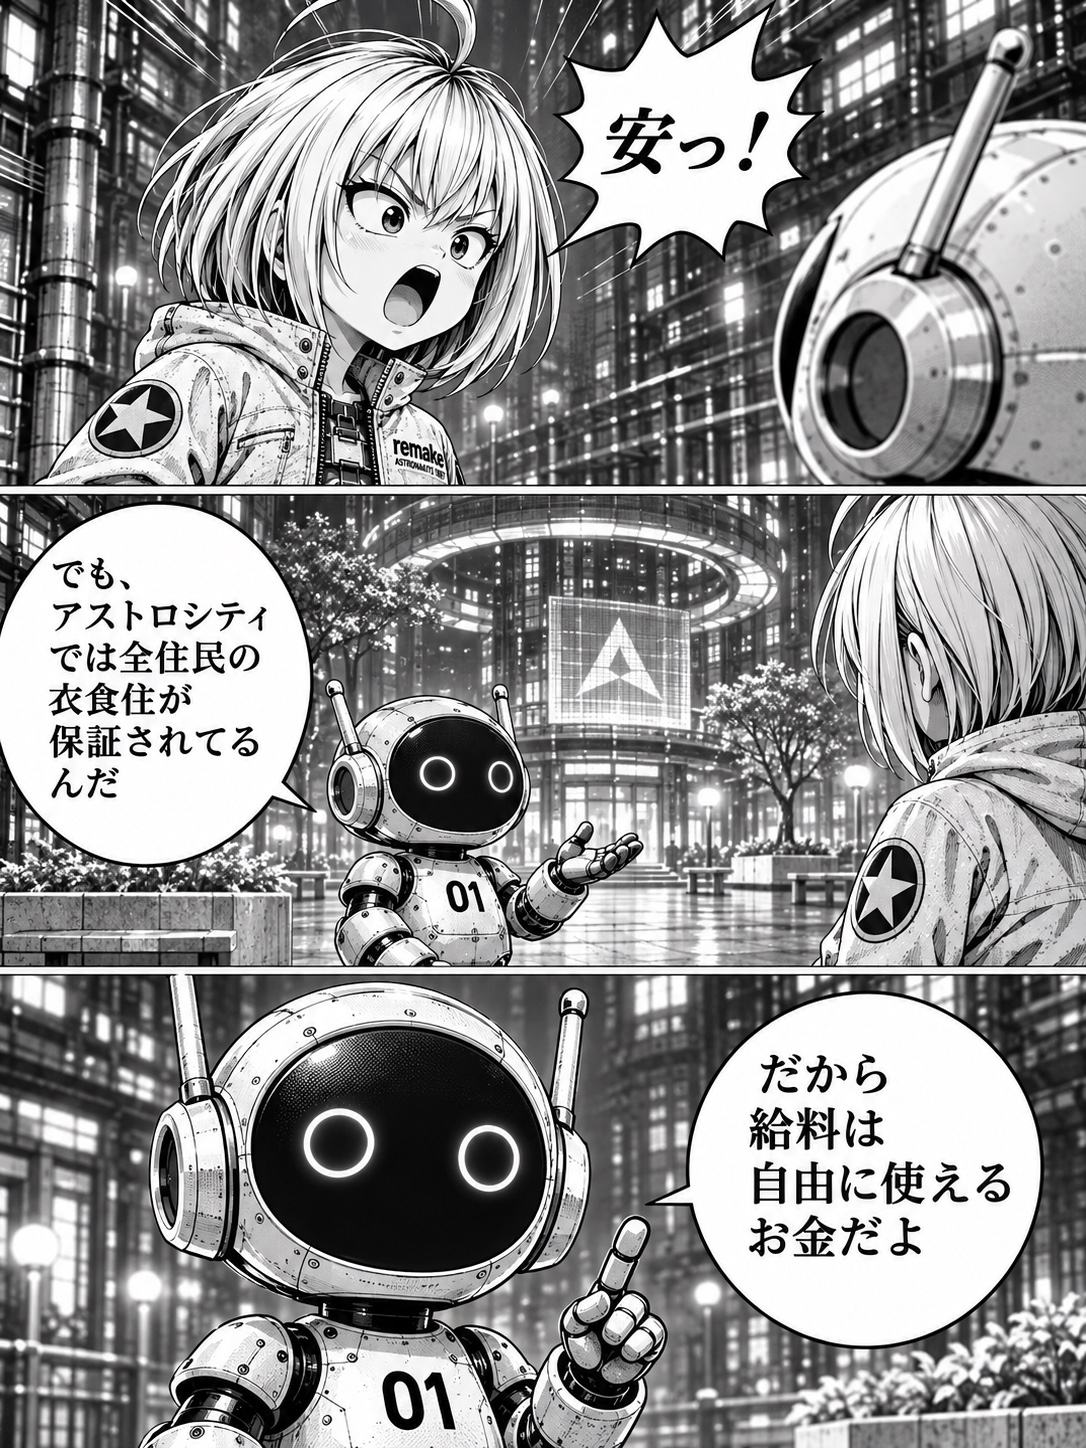 安っ!
remake
でも、
アストロシティ
では全住民の
衣食住が
保証されてる
んだ
01
だから
給料は
自由に使える
お金だよ
01